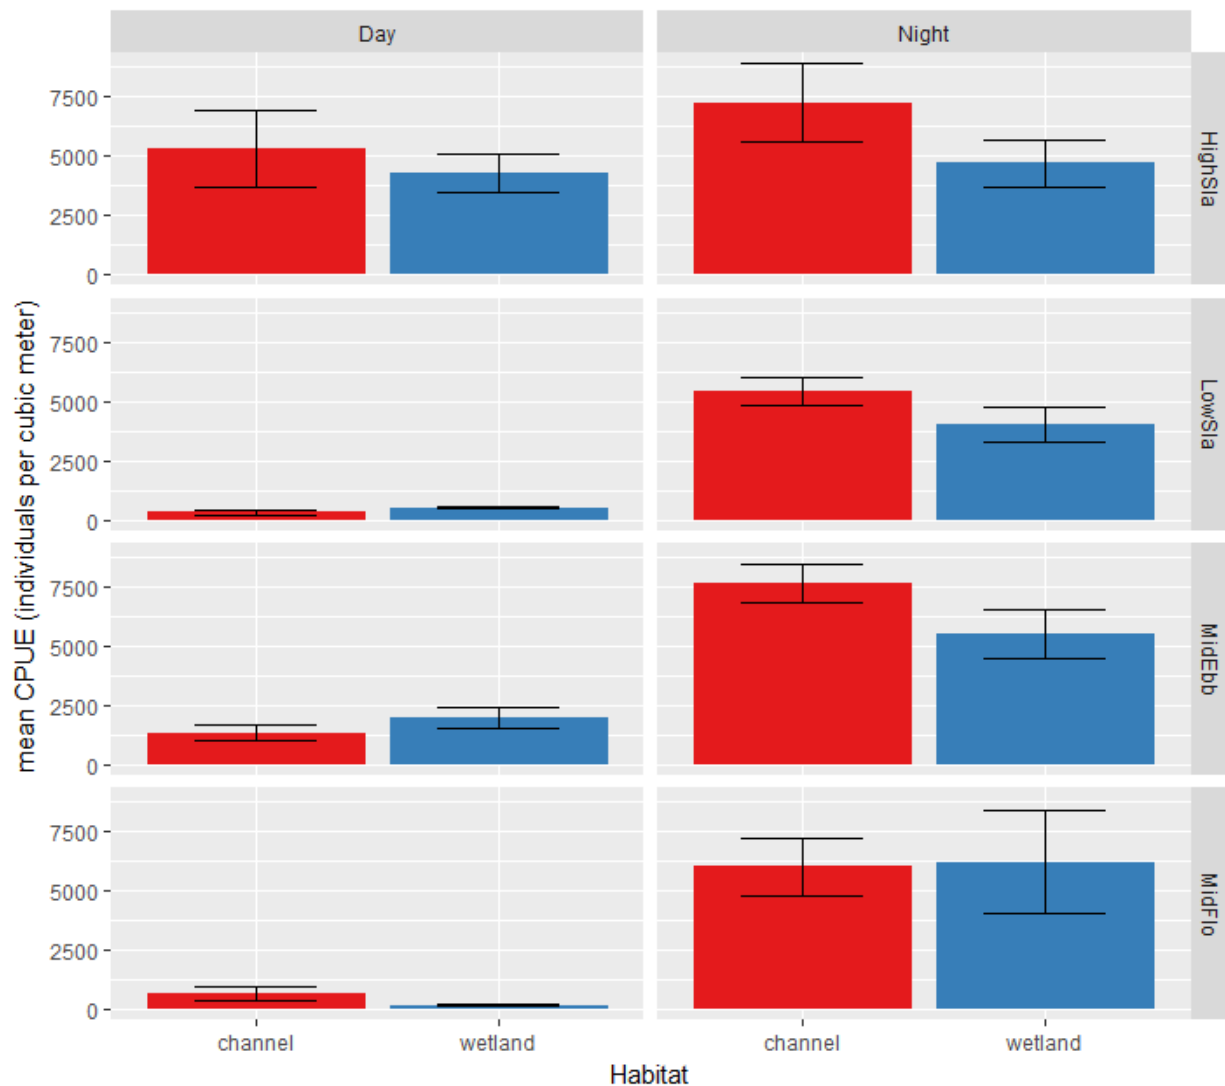 Day
Night
7500
5000
2500
0
HighSla
7500
5000
2500
0
LowSla
7500
5000
2500
0
MidEbb
7500
5000
2500
0
MidFlo
mean CPUE (individuals per cubic meter)
channel
wetland
channel
wetland
Habitat